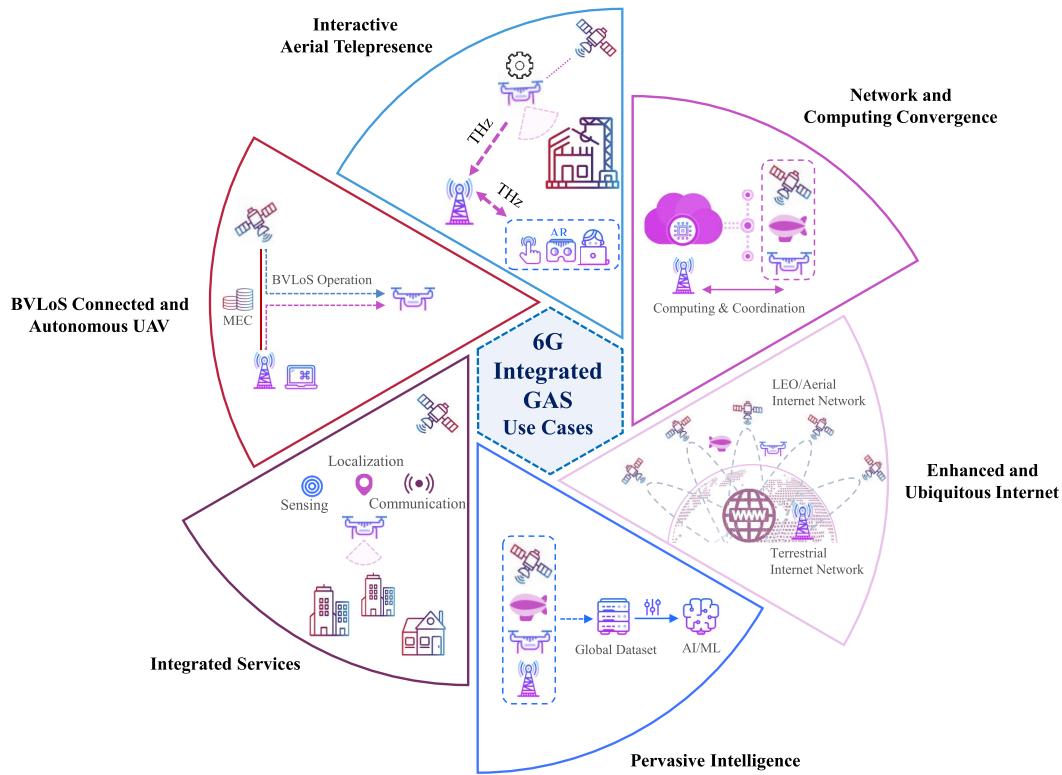 Interactive
Aerial Telepresence
THz
THz
AR
Network and
Computing Convergence
Computing & Coordination
BVLoS Connected and
Autonomous UAV
BVLoS Operation
MEC
⌘
6G
Integrated
GAS
Use Cases
LEO/Aerial
Internet Network
WWW
Terrestrial
Internet Network
Enhanced and
Ubiquitous Internet
Localization
Sensing
Communication
Integrated Services
Global Dataset
AI/ML
Pervasive Intelligence